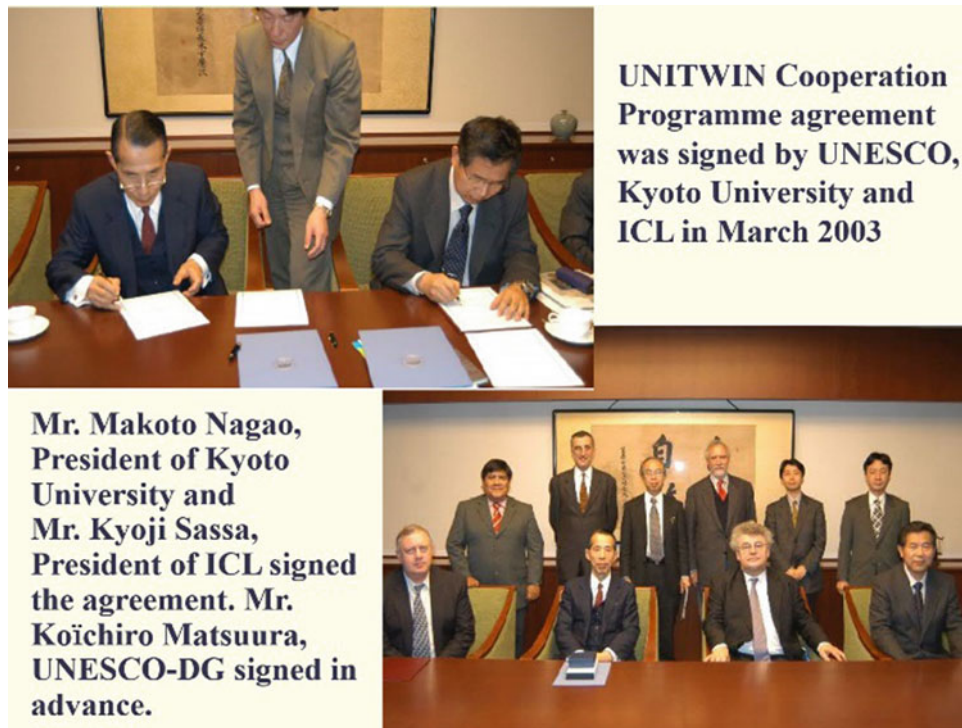 UNITWIN Cooperation
Programme agreement
was signed by UNESCO,
Kyoto University and
ICL in March 2003
Mr. Makoto Nagao,
President of Kyoto
University and
Mr. Kyoji Sassa,
President of ICL signed
the agreement. Mr.
Koïchiro Matsuura,
UNESCO-DG signed in
advance.